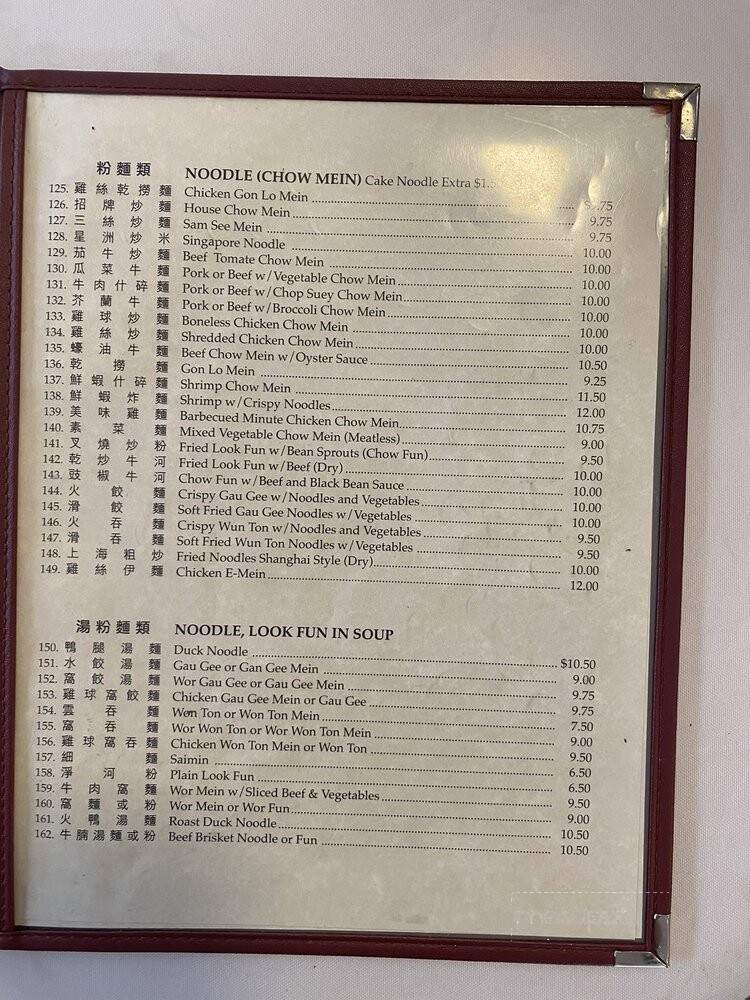 粉麵類 NOODLE (CHOW MEIN) Cake Noodle Extra
125. 雞絲乾撈麵 Chicken Gon Lo Mein
126. 招牌炒麵 House Chow Mein 9.75
127. 三絲炒麵 Sam See Mein 9.75
128. 星洲炒米 Singapore Noodle 10.00
129. 茄牛炒麵 Beef Tomate Chow Mein 10.00
130. 瓜菜牛麵 Pork or Beef w/Vegetable Chow Mein 10.00
131. 牛肉什碎麵 Pork or Beef w/Chop Suey Chow Mein 10.00
132. 芥蘭牛麵 Pork or Beef w/Broccoli Chow Mein 10.00
133. 雞球炒麵 Boneless Chicken Chow Mein 10.00
134. 雞絲炒麵 Shredded Chicken Chow Mein 10.00
135. 蠔油牛麵 Beef Chow Mein w/Oyster Sauce 10.50
136. 乾撈麵 Gon Lo Mein 9.25
137. 鮮蝦什碎麵 Shrimp Chow Mein 11.50
138. 鮮蝦炸麵 Shrimp w/Crispy Noodles 12.00
139. 美味雞麵 Barbecued Minute Chicken Chow Mein 10.75
140. 素菜麵 Mixed Vegetable Chow Mein (Meatless) 9.00
141. 叉燒炒粉 Fried Look Fun w/Bean Sprouts (Chow Fun) 9.50
142. 乾炒牛河 Fried Look Fun w/Beef (Dry) 10.00
143. 豉椒牛河 Chow Fun w/Beef and Black Bean Sauce 10.00
144. 火餃麵 Crispy Gau Gee w/Noodles and Vegetables 10.00
145. 滑餃麵 Soft Fried Gau Gee Noodles w/Vegetables 10.00
146. 火吞麵 Crispy Wun Ton w/Noodles and Vegetables 9.50
147. 滑吞麵 Soft Fried Wun Ton Noodles w/Vegetables 9.50
148. 上海粗炒 Fried Noodles Shanghai Style (Dry) 10.00
149. 雞絲伊麵 Chicken E-Mein 12.00
湯粉麵類 NOODLE, LOOK FUN IN SOUP
150. 鴨腿湯麵 Duck Noodle $10.50
151. 水餃湯麵 Gau Gee or Gan Gee Mein 9.00
152. 窩餃湯麵 Wor Gau Gee or Gau Gee Mein 9.75
153. 雞球窩餃麵 Chicken Gau Gee Mein or Gau Gee 9.75
154. 雲吞麵 Won Ton or Won Ton Mein 7.50
155. 窩吞麵 Wor Won Ton or Wor Won Ton Mein 9.00
156. 雞球窩吞麵 Chicken Won Ton Mein or Won Ton 9.50
157. 細麵 Saimin 6.50
158. 淨河粉 Plain Look Fun 6.50
159. 牛肉窩麵 Wor Mein w/Sliced Beef & Vegetables 9.50
160. 窩麵或粉 Wor Mein or Wor Fun 9.00
161. 火鴨湯麵 Roast Duck Noodle 10.50
162. 牛腩湯麵或粉 Beef Brisket Noodle or Fun 10.50